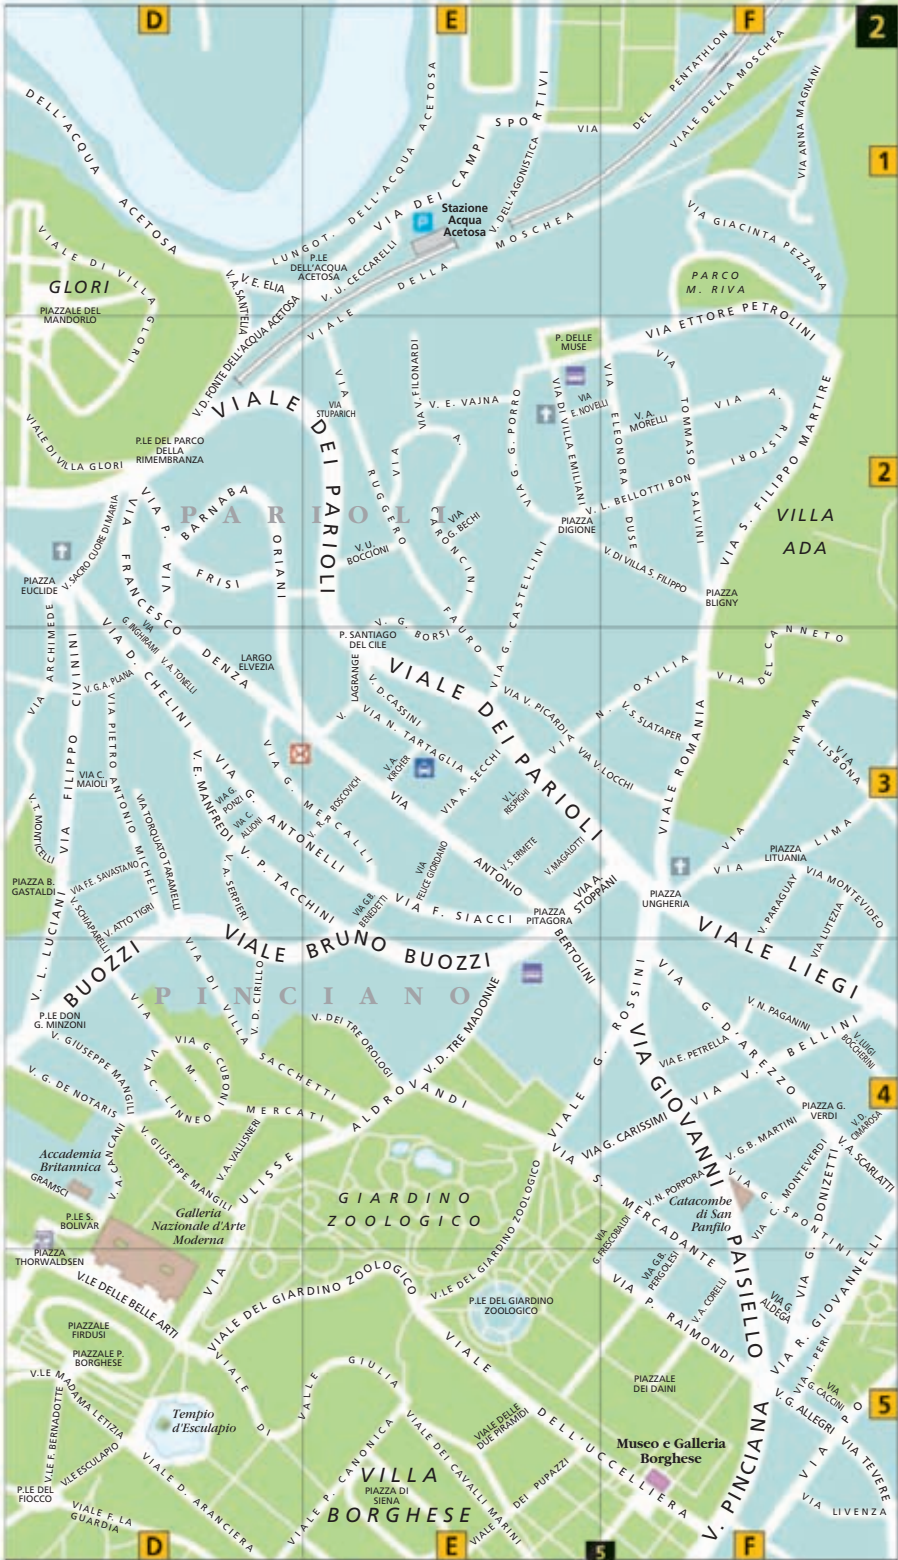 D
E
F
2
DELL'ACQUA ACETOSA
LUNGOT. DELL'ACQUA ACETOSA
VIA DEI CAMPI SPORTIVI
V. DELL'AGONISTICA
VIA DEL PENTATHLON
VIALE DELLA MOSCHEA
VIA ANNA MAGNANI
1
P
Stazione
Acqua
Acetosa
VIALE DELLA MOSCHEA
VIA GIACINTA PEZZANA
PARCO
M. RIVA
VIALE DI VILLA GLORI
GLORI
PIAZZALE DEL
MANDORLO
P.LE
DELL'ACQUA
ACETOSA
V. U. CECCARELLI
V. E. ELIA
V. A. SANTELIA
V.D. FONTE DELL'ACQUA ACETOSA
VIA ETTORE PETROLINI
P. DELLE
MUSE
VIALE DEI PARIOLI
VIA
STUPARICH
VIA RUGGERO FAURO
VIA V. FILONARDI
V. E. VAJNA
VIA G. G. PORRO
VIA DI VILLA EMILIANI
VIA
E. NOVELLI
VIA ELEONORA DUSE
V. A.
MORELLI
VIA TOMMASO SALVINI
VIA A. RISTORI
VIA S. FILIPPO MARTIRE
VIALE DI VILLA GLORI
P.LE DEL PARCO
DELLA
RIMEMBRANZA
2
PARIOLI
VIA A. CARONCINI
VIA
G. BECHI
V. U.
BOCCIONI
V. L. BELLOTTI BON
PIAZZA
DIGIONE
V. DI VILLA S. FILIPPO
VILLA
ADA
PIAZZA
BLIGNY
VIA P. BARNABA ORIANI
VIA FRISI
VIA FRANCESCO DENZA
V. SACRO CUORE DI MARIA
PIAZZA
EUCLIDE
VIA ARCHIMEDE
VIA FILIPPO CIVININI
VIA D. CHELINI
VIA
G. INGHIRAMI
V. A. TONELLI
LARGO
ELVEZIA
P. SANTIAGO
DEL CILE
V. G. BORSI
VIA G. CASTELLINI
VIA DEL CANNETO
V. G.A. PLANA
V. LAGRANGE
V. D. CASSINI
VIA N. TARTAGLIA
VIALE DEI PARIOLI
VIA V. PICARDI
VIA N. OXILIA
V. S. SLATAPER
VIA V. LOCCHI
VIALE ROMANIA
VIA PANAMA
VIA LISBONA
3
VIA PIETRO ANTONIO MICHELI
VIA C.
MAIOLI
V. T. MONTICELLI
VIA TORQUATO TARAMELLI
V. E. MANFREDI
VIA G.
PONZI
VIA C.
ALLIONI
VIA G. ANTONELLI
VIA G. MERCALLI
V. R. BOSCOVICH
V. A.
KIRCHER
VIA A. SECCHI
V. L.
RESPIGHI
VIA ANTONIO BERTOLINI
V. S. ERMETE
V. MAGALOTTI
VIA A.
STOPPANI
VIA
FELICE GIORDANO
VIA LIMA
PIAZZA
LITUANIA
PIAZZA B.
GASTALDI
VIA F.E. SAVASTANO
V. SCHIAPARELLI
V. ATTO TIGRI
V. L. LUCIANI
V. A. SERPIERI
V. P. TACCHINI
VIA G.B.
BENEDETTI
VIA F. SIACCI
PIAZZA
PITAGORA
PIAZZA
UNGHERIA
V. PARAGUAY
VIA LUTEZIA
VIA MONTEVIDEO
VIALE LIEGI
VIALE BRUNO BUOZZI
BUOZZI
PINCIANO
P.LE DON
G. MINZONI
V. GIUSEPPE MANGILI
V. G. DE NOTARIS
VIA DI VILLA SACCHETTI
V. D. CIRILLO
V. DEI TRE OROLOGI
V. D. TRE MADONNE
VIALE G. ROSSINI
VIA G. D'AREZZO
V. N. PAGANINI
VIA E. PETRELLA
VIA V. BELLINI
V. LUIGI
BOCCHERINI
4
VIA M. MERCATI
VIA C. LINNEO
VIA G. CUBONI
VIA ULISSE ALDROVANDI
VIA GIOVANNI PAISIELLO
VIA G. CARISSIMI
PIAZZA G.
VERDI
V. D.
CIMAROSA
V. A. SCARLATTI
V. G.B. MARTINI
Accademia
Britannica
GRAMSCI
V. A. CANCANI
V. GIUSEPPE MANGILI
V. A. VALLISNERI
Galleria
Nazionale d'Arte
Moderna
GIARDINO
ZOOLOGICO
V.LE DEL GIARDINO ZOOLOGICO
VIA S. MERCADANTE
V. N. PORPORA
Catacombe
di San
Panfilo
VIA G. SPONTINI
VIA C. MONTEVERDI
VIA G. DONIZETTI
P.LE S.
BOLIVAR
PIAZZA
THORWALDSEN
V.LE DELLE BELLE ARTI
VIALE DEL GIARDINO ZOOLOGICO
P.LE DEL GIARDINO
ZOOLOGICO
VIA
G. FRESCOBALDI
VIA G.B.
PERGOLESI
V. A. CORELLI
VIA P. RAIMONDI
VIA G.
ALDEGA
VIA R. GIOVANNELLI
VIA J. PERI
VIA
G. CACCINI
V. G. ALLEGRI
PIAZZALE
FIRDUSI
PIAZZALE P.
BORGHESE
V.LE MADAMA LETIZIA
V.LE F. BERNADOTTE
V.LE ESCULAPIO
Tempio
d'Esculapio
VIALE DI VALLE GIULIA
VIALE DELL'UCCELLIERA
PIAZZALE
DEI DAINI
5
VIALE DELLE
DUE PIRAMIDI
Museo e Galleria
Borghese
V. PINCIANA
VIA PO
VIA TEVERE
VIA LIVENZA
P.LE DEL
FIOCCO
VIALE F. LA
GUARDIA
VIALE D. ARANCIERA
VIALE P. CANONICA
VIALE DEI CAVALLI MARINI
VIALE DEI PUPAZZI
VILLA
PIAZZA DI
SIENA
BORGHESE
D
E
5
F